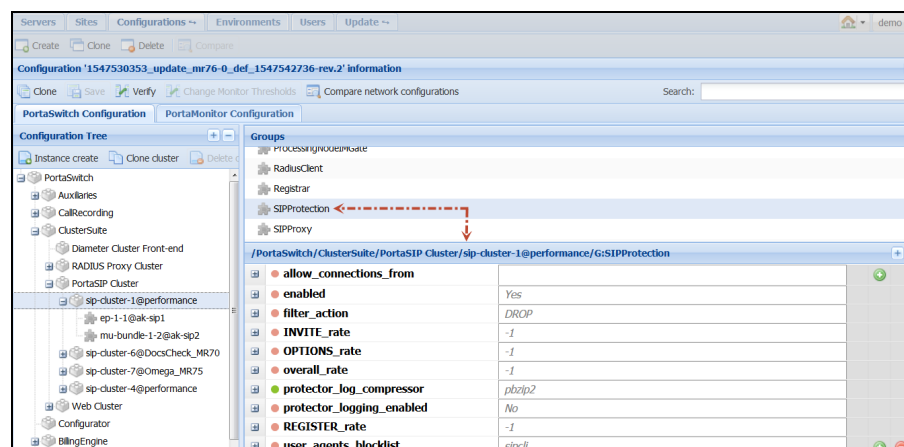 Servers Sites Configurations Environments Users Update demo
Create Clone Delete Compare
Configuration '1547530353_update_mr76-0_def_1547542736-rev.2' information
Clone Save Verify Change Monitor Thresholds Compare network configurations Search:
PortaSwitch Configuration PortaMonitor Configuration
Configuration Tree
Instance create Clone cluster Delete c
PortaSwitch
Auxiliaries
CallRecording
ClusterSuite
Diameter Cluster Front-end
RADIUS Proxy Cluster
PortaSIP Cluster
sip-cluster-1@performance
ep-1-1@ak-sip1
mu-bundle-1-2@ak-sip2
sip-cluster-6@DocsCheck_MR70
sip-cluster-7@Omega_MR75
sip-cluster-4@performance
Web Cluster
Configurator
BillingEngine
Groups
ProcessingNodeIMGate
RadiusClient
Registrar
SIPProtection
SIPProxy
/PortaSwitch/ClusterSuite/PortaSIP Cluster/sip-cluster-1@performance/G:SIPProtection
allow_connections_from
enabled Yes
filter_action DROP
INVITE_rate -1
OPTIONS_rate -1
overall_rate -1
protector_log_compressor pbzip2
protector_logging_enabled No
REGISTER_rate -1
user_agents_blocklist sipcli